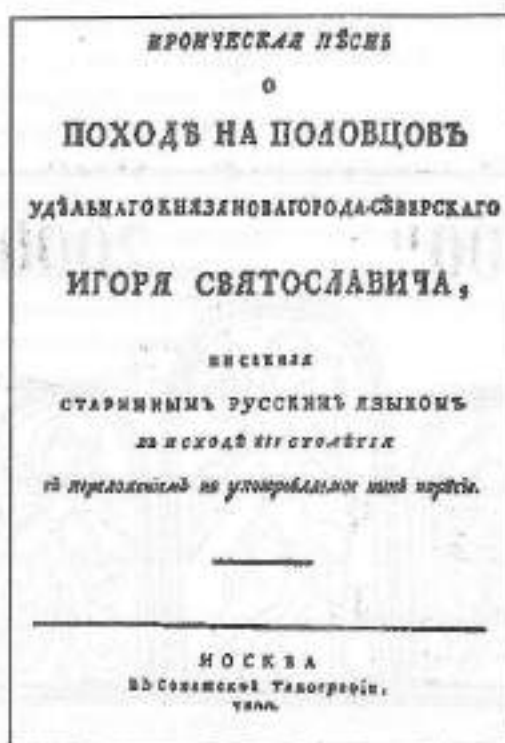 ИРОИЧЕСКАЯ ПѢСНЬ
О
ПОХОДѢ НА ПОЛОВЦОВЪ
УДѢЛЬНАГО КНЯЗЯ НОВАГОРОДА-СѢВЕРСКАГО
ИГОРЯ СВЯТОСЛАВИЧА,
ПИСАННАЯ
СТАРИННЫМЪ РУССКИМЪ ЯЗЫКОМЪ
ВЪ ИСХОДѢ XII СТОЛѢТІЯ
съ переложеніемъ на употребляемое нынѣ нарѣчіе.
МОСКВА
Въ Сенатской Типографіи,
1800.